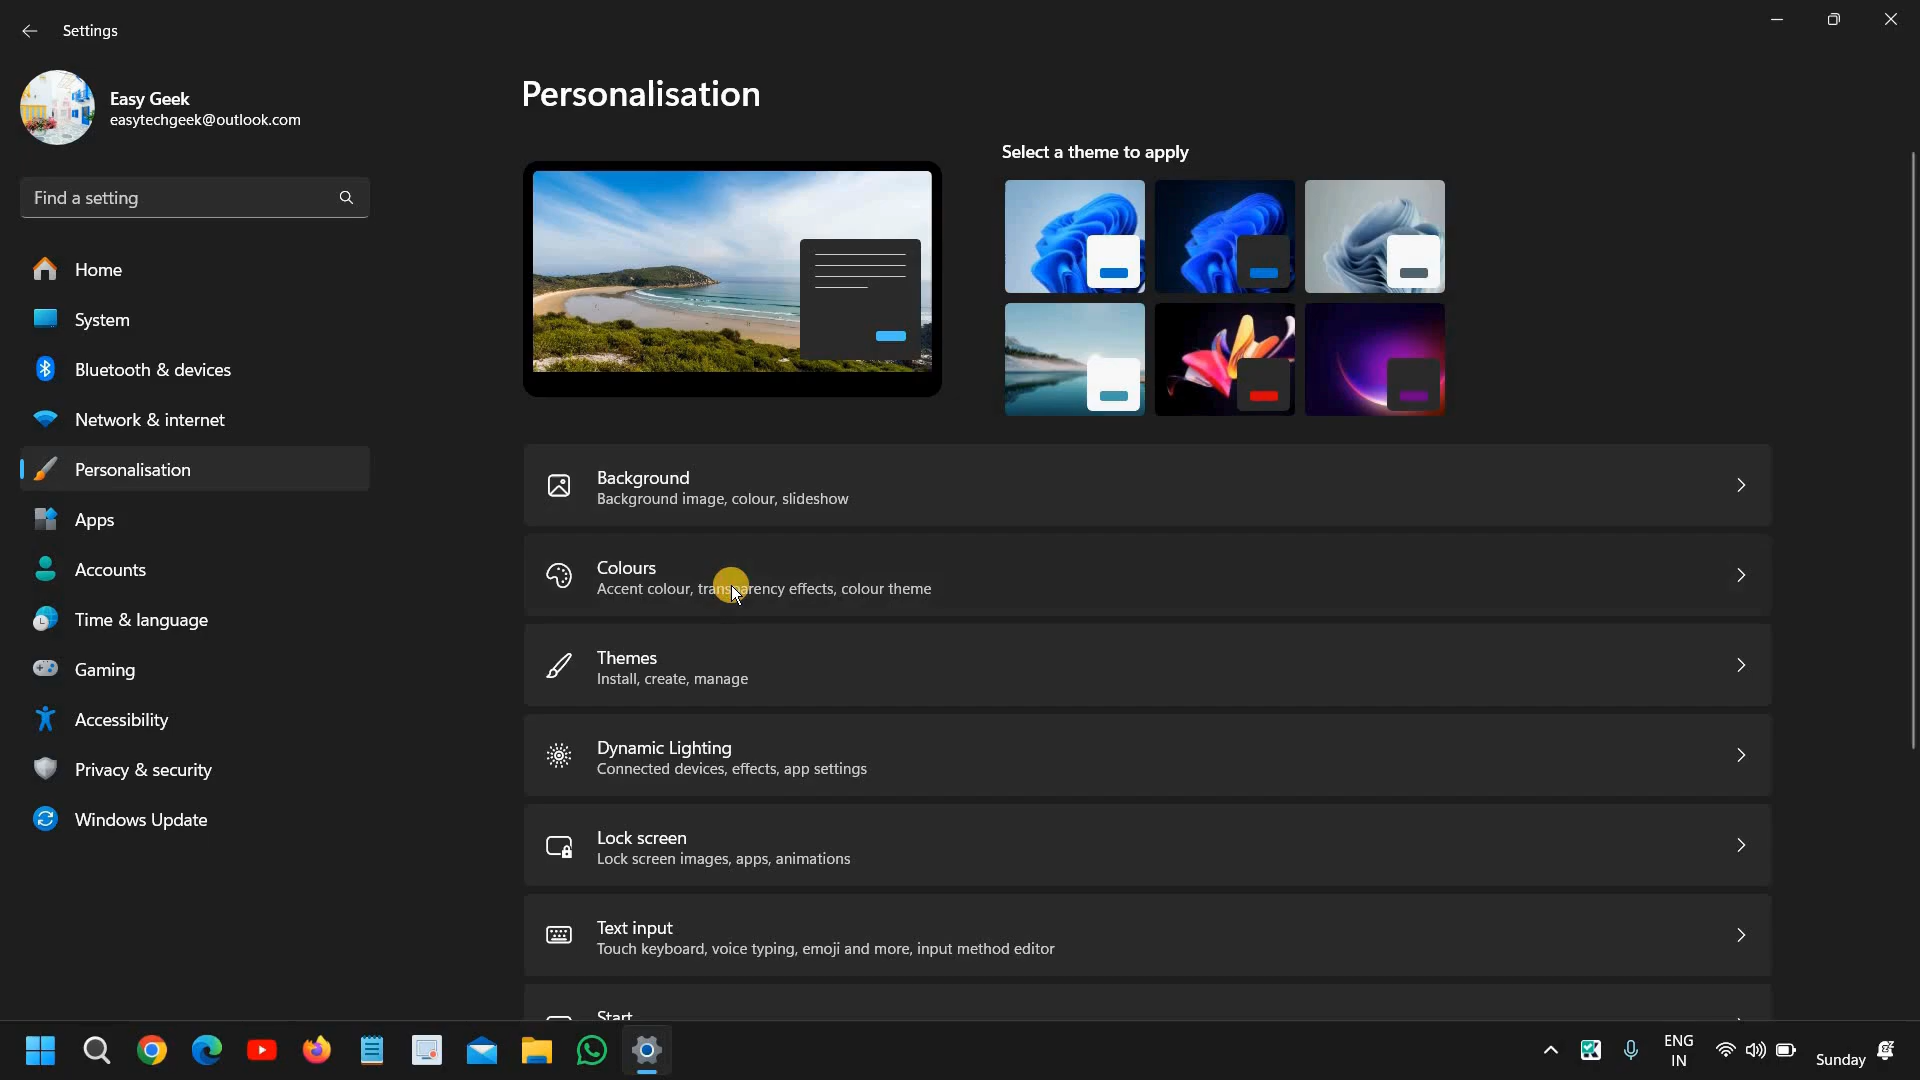 Settings
Easy Geek
easytechgeek@outlook.com
Find a setting
Home
System
Bluetooth & devices
Network & internet
Personalisation
Apps
Accounts
Time & language
Gaming
Accessibility
Privacy & security
Windows Update
Personalisation
Select a theme to apply
Background
Background image, colour, slideshow
Colours
Accent colour, transparency effects, colour theme
Themes
Install, create, manage
Dynamic Lighting
Connected devices, effects, app settings
Lock screen
Lock screen images, apps, animations
Text input
Touch keyboard, voice typing, emoji and more, input method editor
Start
ENG
IN
Sunday